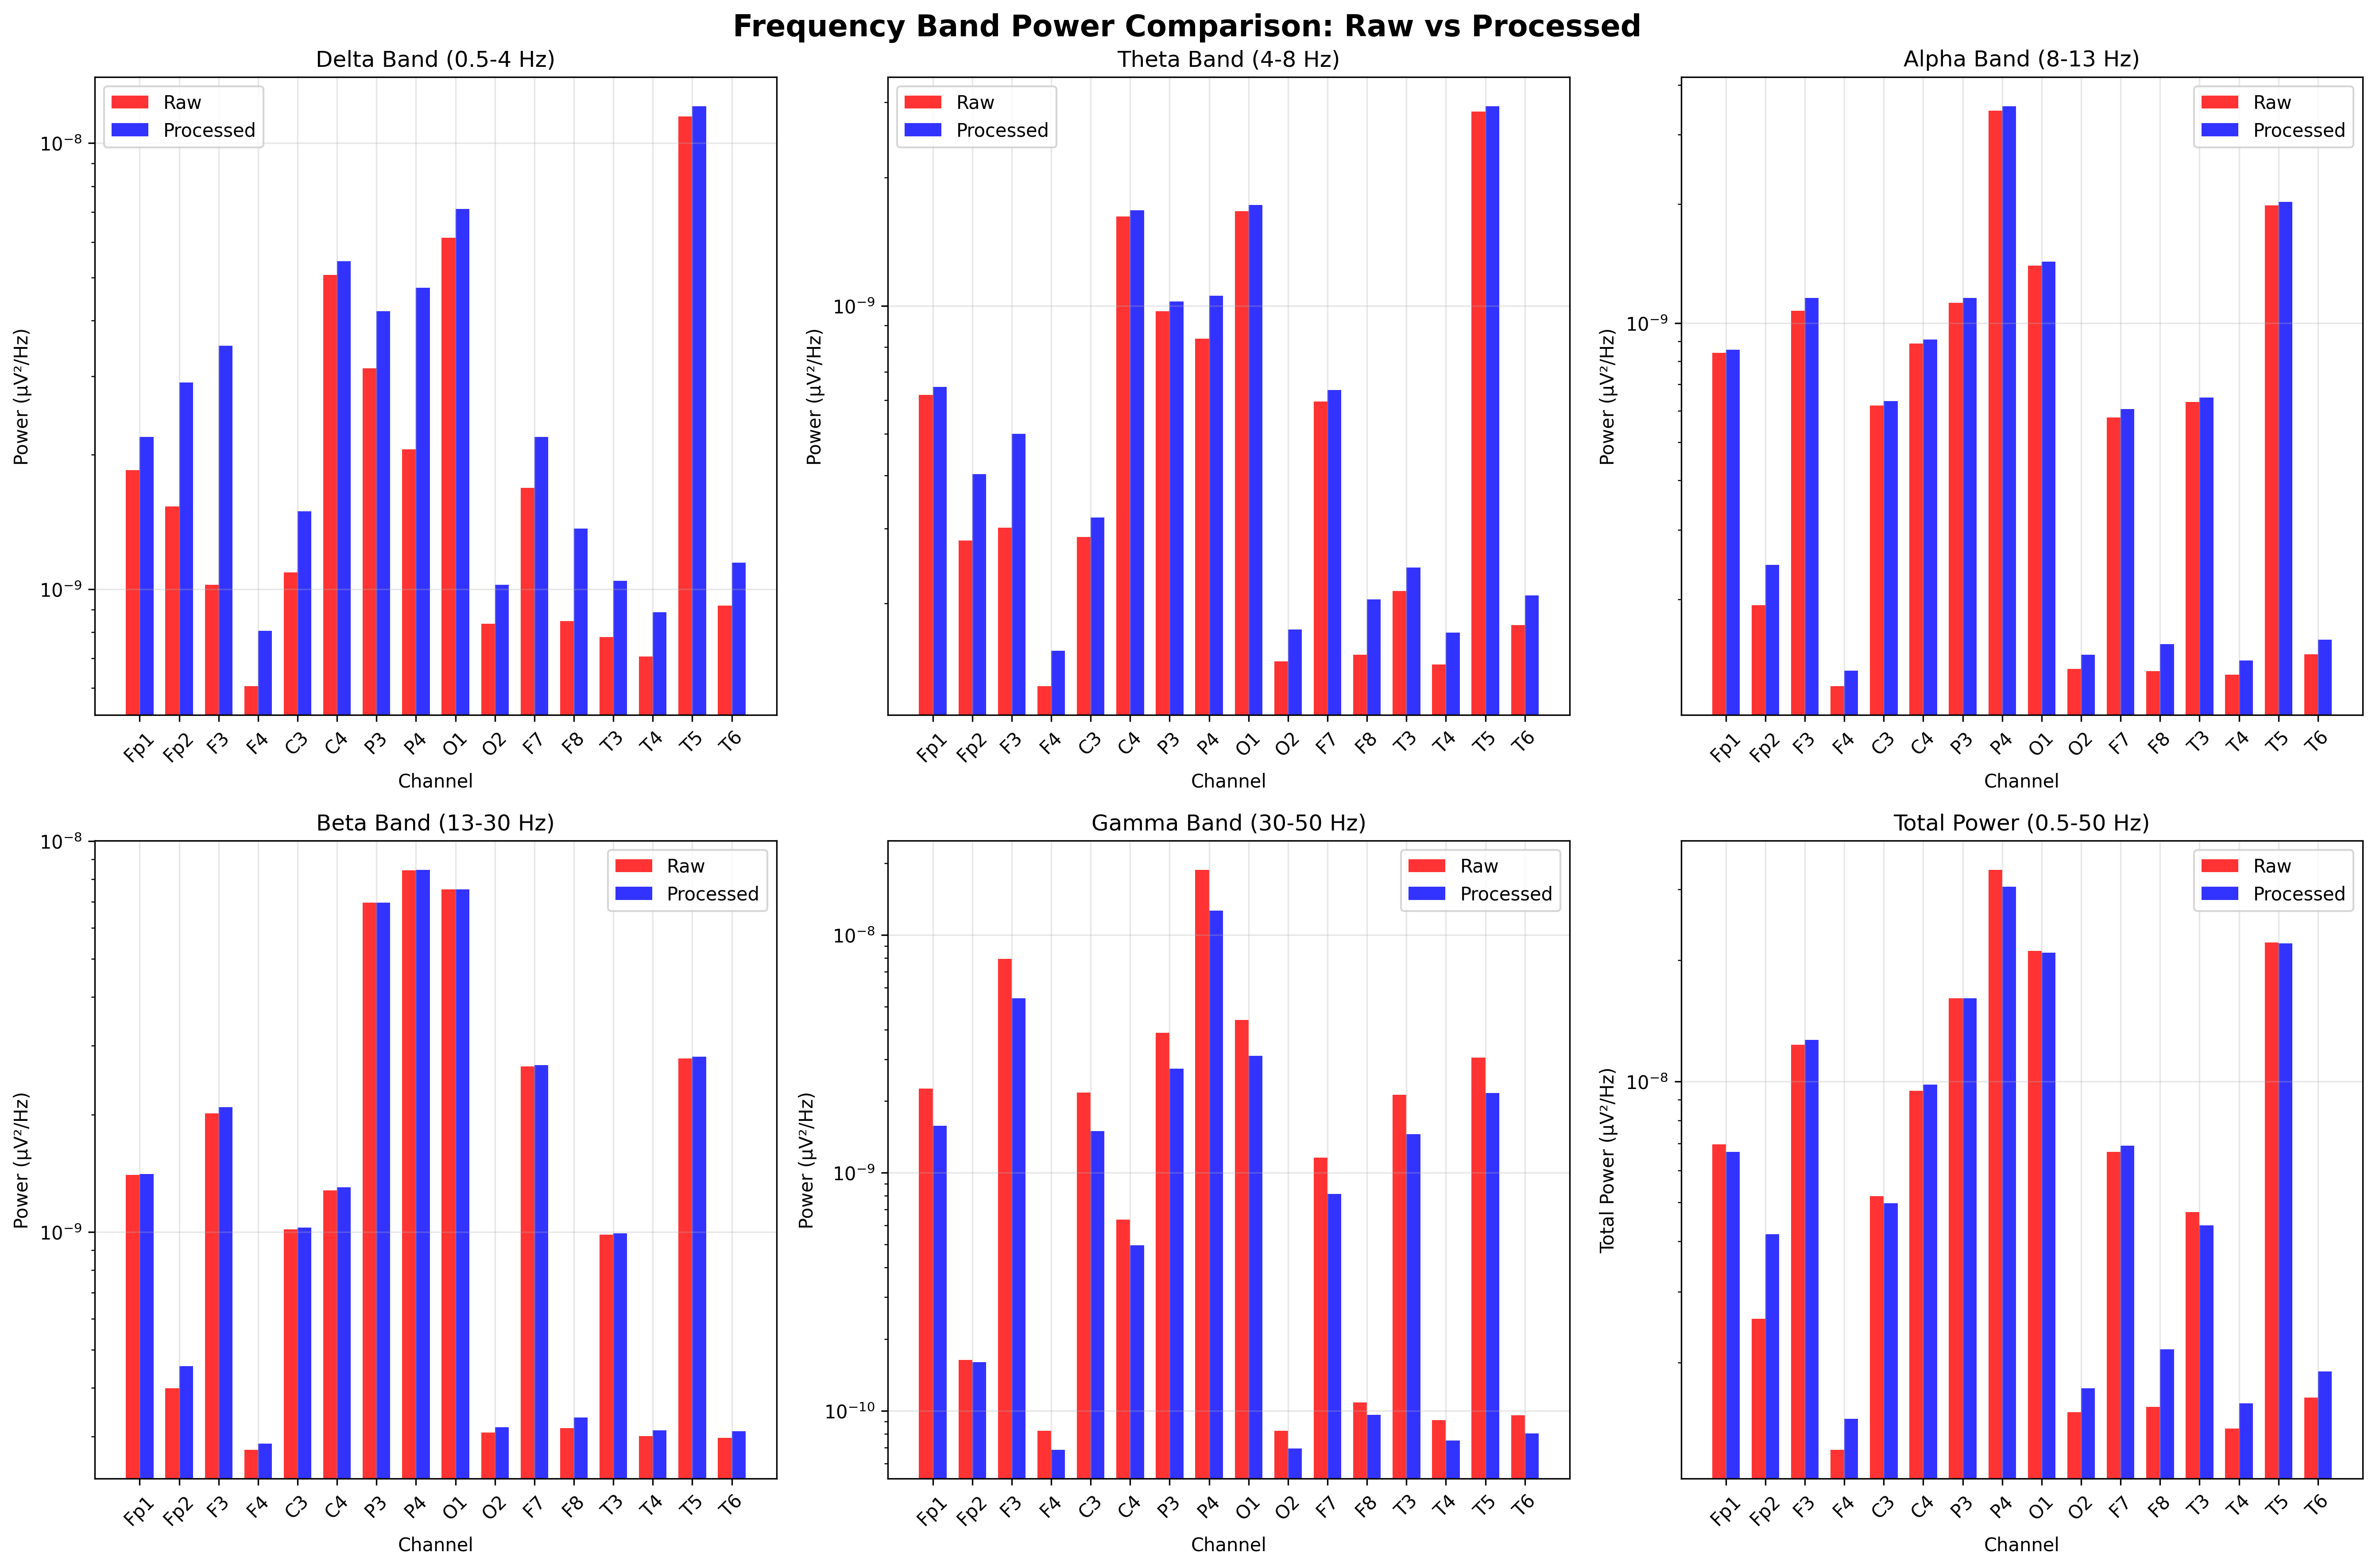 Frequency Band Power Comparison: Raw vs Processed
Delta Band (0.5-4 Hz)
Raw
Processed
10⁻⁸
10⁻⁹
Power (µV²/Hz)
Fp1 Fp2 F3 F4 C3 C4 P3 P4 O1 O2 F7 F8 T3 T4 T5 T6
Channel
Theta Band (4-8 Hz)
Raw
Processed
10⁻⁹
Power (µV²/Hz)
Fp1 Fp2 F3 F4 C3 C4 P3 P4 O1 O2 F7 F8 T3 T4 T5 T6
Channel
Alpha Band (8-13 Hz)
Raw
Processed
10⁻⁹
Power (µV²/Hz)
Fp1 Fp2 F3 F4 C3 C4 P3 P4 O1 O2 F7 F8 T3 T4 T5 T6
Channel
Beta Band (13-30 Hz)
Raw
Processed
10⁻⁸
10⁻⁹
Power (µV²/Hz)
Fp1 Fp2 F3 F4 C3 C4 P3 P4 O1 O2 F7 F8 T3 T4 T5 T6
Channel
Gamma Band (30-50 Hz)
Raw
Processed
10⁻⁸
10⁻⁹
10⁻¹⁰
Power (µV²/Hz)
Fp1 Fp2 F3 F4 C3 C4 P3 P4 O1 O2 F7 F8 T3 T4 T5 T6
Channel
Total Power (0.5-50 Hz)
Raw
Processed
10⁻⁸
Total Power (µV²/Hz)
Fp1 Fp2 F3 F4 C3 C4 P3 P4 O1 O2 F7 F8 T3 T4 T5 T6
Channel